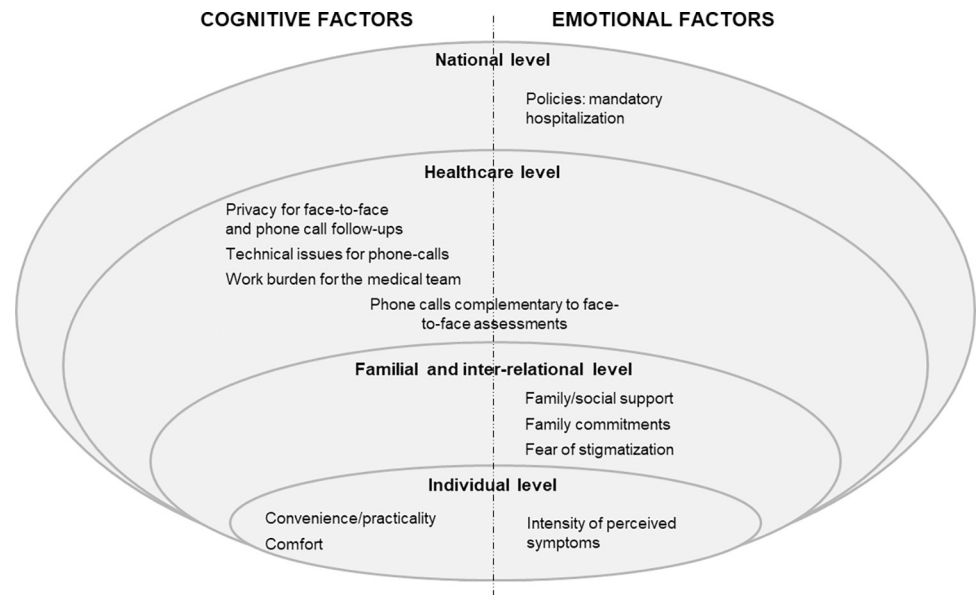 COGNITIVE FACTORS
EMOTIONAL FACTORS
National level
Policies: mandatory
hospitalization
Healthcare level
Privacy for face-to-face
and phone call follow-ups
Technical issues for phone-calls
Work burden for the medical team
Phone calls complementary to face-
to-face assessments
Familial and inter-relational level
Family/social support
Family commitments
Fear of stigmatization
Individual level
Convenience/practicality
Comfort
Intensity of perceived
symptoms